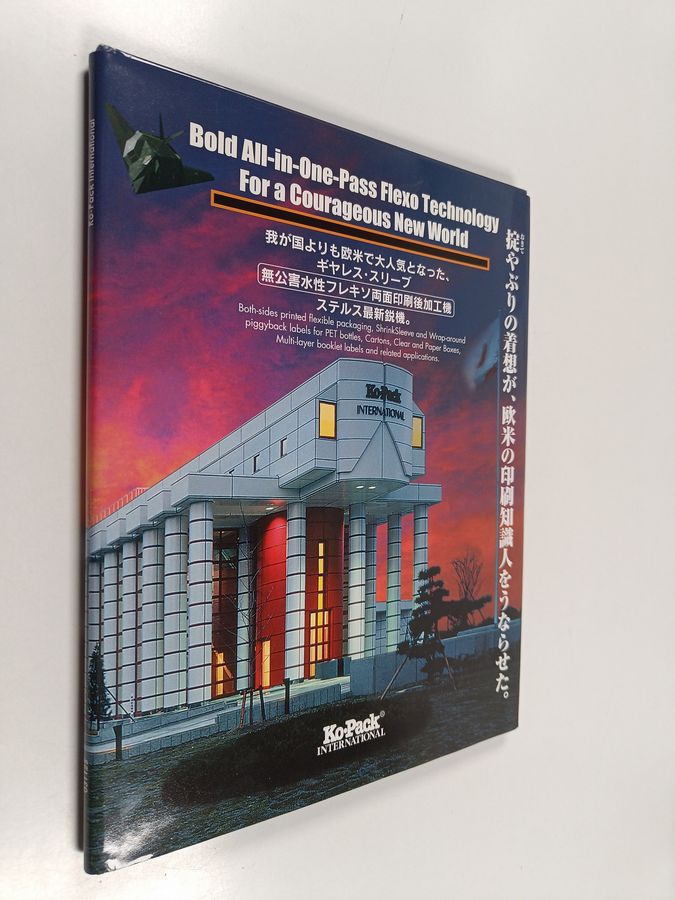 Bold All-in-One-Pass Flexo Technology
For a Courageous New World
我が国よりも欧米で大人気となった、
ギヤレス・スリーブ
無公害水性フレキソ両面印刷後加工機
ステルス最新鋭機。
Both-sides printed flexible packaging, ShrinkSleeve and Wrap-around
piggyback labels for PET bottles, Cartons, Clear and Paper Boxes,
Multi-layer booklet labels and related applications.
おきて
掟やぶりの着想が、欧米の印刷知識人をうならせた。
Ko-Pack
INTERNATIONAL
Ko-Pack®
INTERNATIONAL
Ko-Pack International